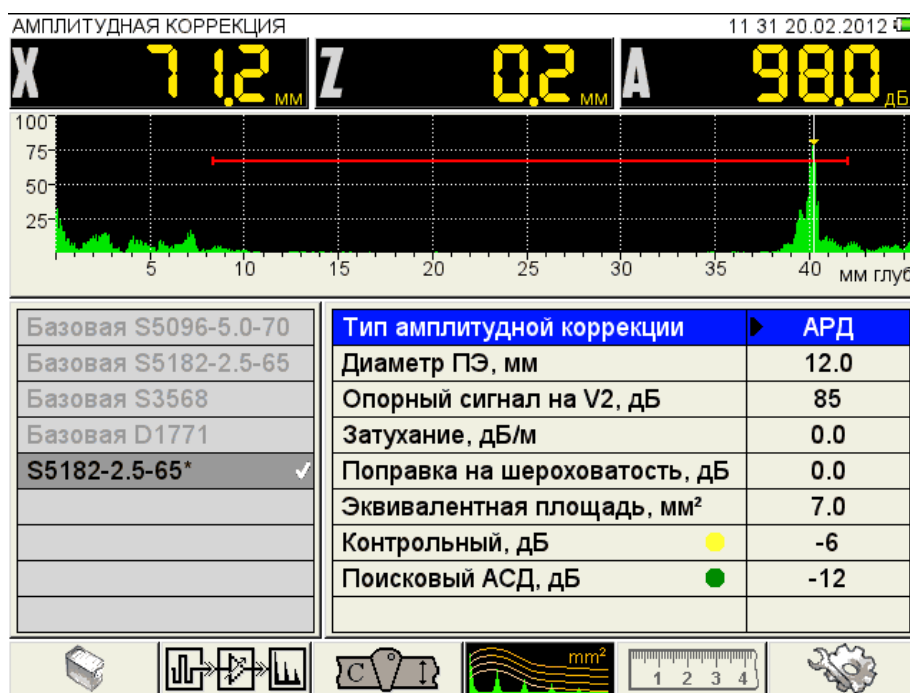 АМПЛИТУДНАЯ КОРРЕКЦИЯ 11 31 20.02.2012
X 71.2 мм Z 0.2 мм A 98.0 дБ
100
75
50
25
5 10 15 20 25 30 35 40 мм глуб
Базовая S5096-5.0-70
Базовая S5182-2.5-65
Базовая S3568
Базовая D1771
S5182-2.5-65*
Тип амплитудной коррекции АРД
Диаметр ПЭ, мм 12.0
Опорный сигнал на V2, дБ 85
Затухание, дБ/м 0.0
Поправка на шероховатость, дБ 0.0
Эквивалентная площадь, мм² 7.0
Контрольный, дБ -6
Поисковый АСД, дБ -12
C I mm² 1 2 3 4